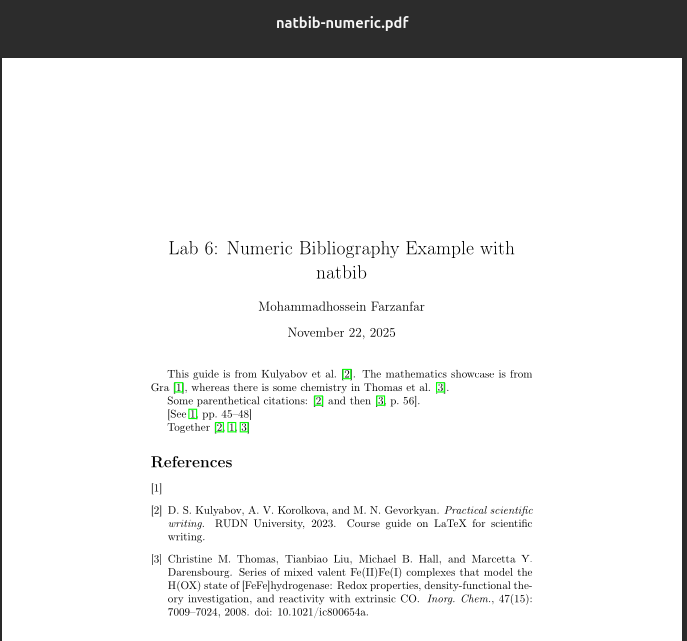 natbib-numeric.pdf
Lab 6: Numeric Bibliography Example with
natbib
Mohammadhossein Farzanfar
November 22, 2025
This guide is from Kulyabov et al. [2]. The mathematics showcase is from
Gra [1], whereas there is some chemistry in Thomas et al. [3].
Some parenthetical citations: [2] and then [3, p. 56].
[See 1, pp. 45–48]
Together [2, 1, 3]
References
[1]
[2] D. S. Kulyabov, A. V. Korolkova, and M. N. Gevorkyan. Practical scientific
writing. RUDN University, 2023. Course guide on LaTeX for scientific
writing.
[3] Christine M. Thomas, Tianbiao Liu, Michael B. Hall, and Marcetta Y.
Darensbourg. Series of mixed valent Fe(II)Fe(I) complexes that model the
H(OX) state of [FeFe]hydrogenase: Redox properties, density-functional the-
ory investigation, and reactivity with extrinsic CO. Inorg. Chem., 47(15):
7009–7024, 2008. doi: 10.1021/ic800654a.